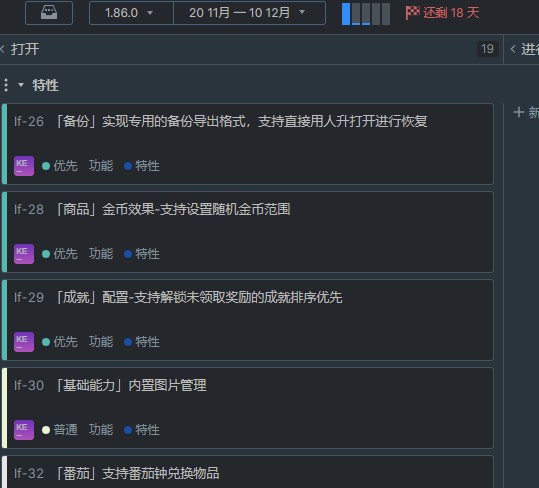 1.86.0
20 11月 — 10 12月
还剩 18 天
打开
19
进行
特性
新
lf-26 「备份」实现专用的备份导出格式，支持直接用人升打开进行恢复
KE
优先 功能 特性
lf-28 「商品」金币效果-支持设置随机金币范围
KE
优先 功能 特性
lf-29 「成就」配置-支持解锁未领取奖励的成就排序优先
KE
优先 功能 特性
lf-30 「基础能力」内置图片管理
KE
普通 功能 特性
lf-32 「番茄」支持番茄钟兑换物品